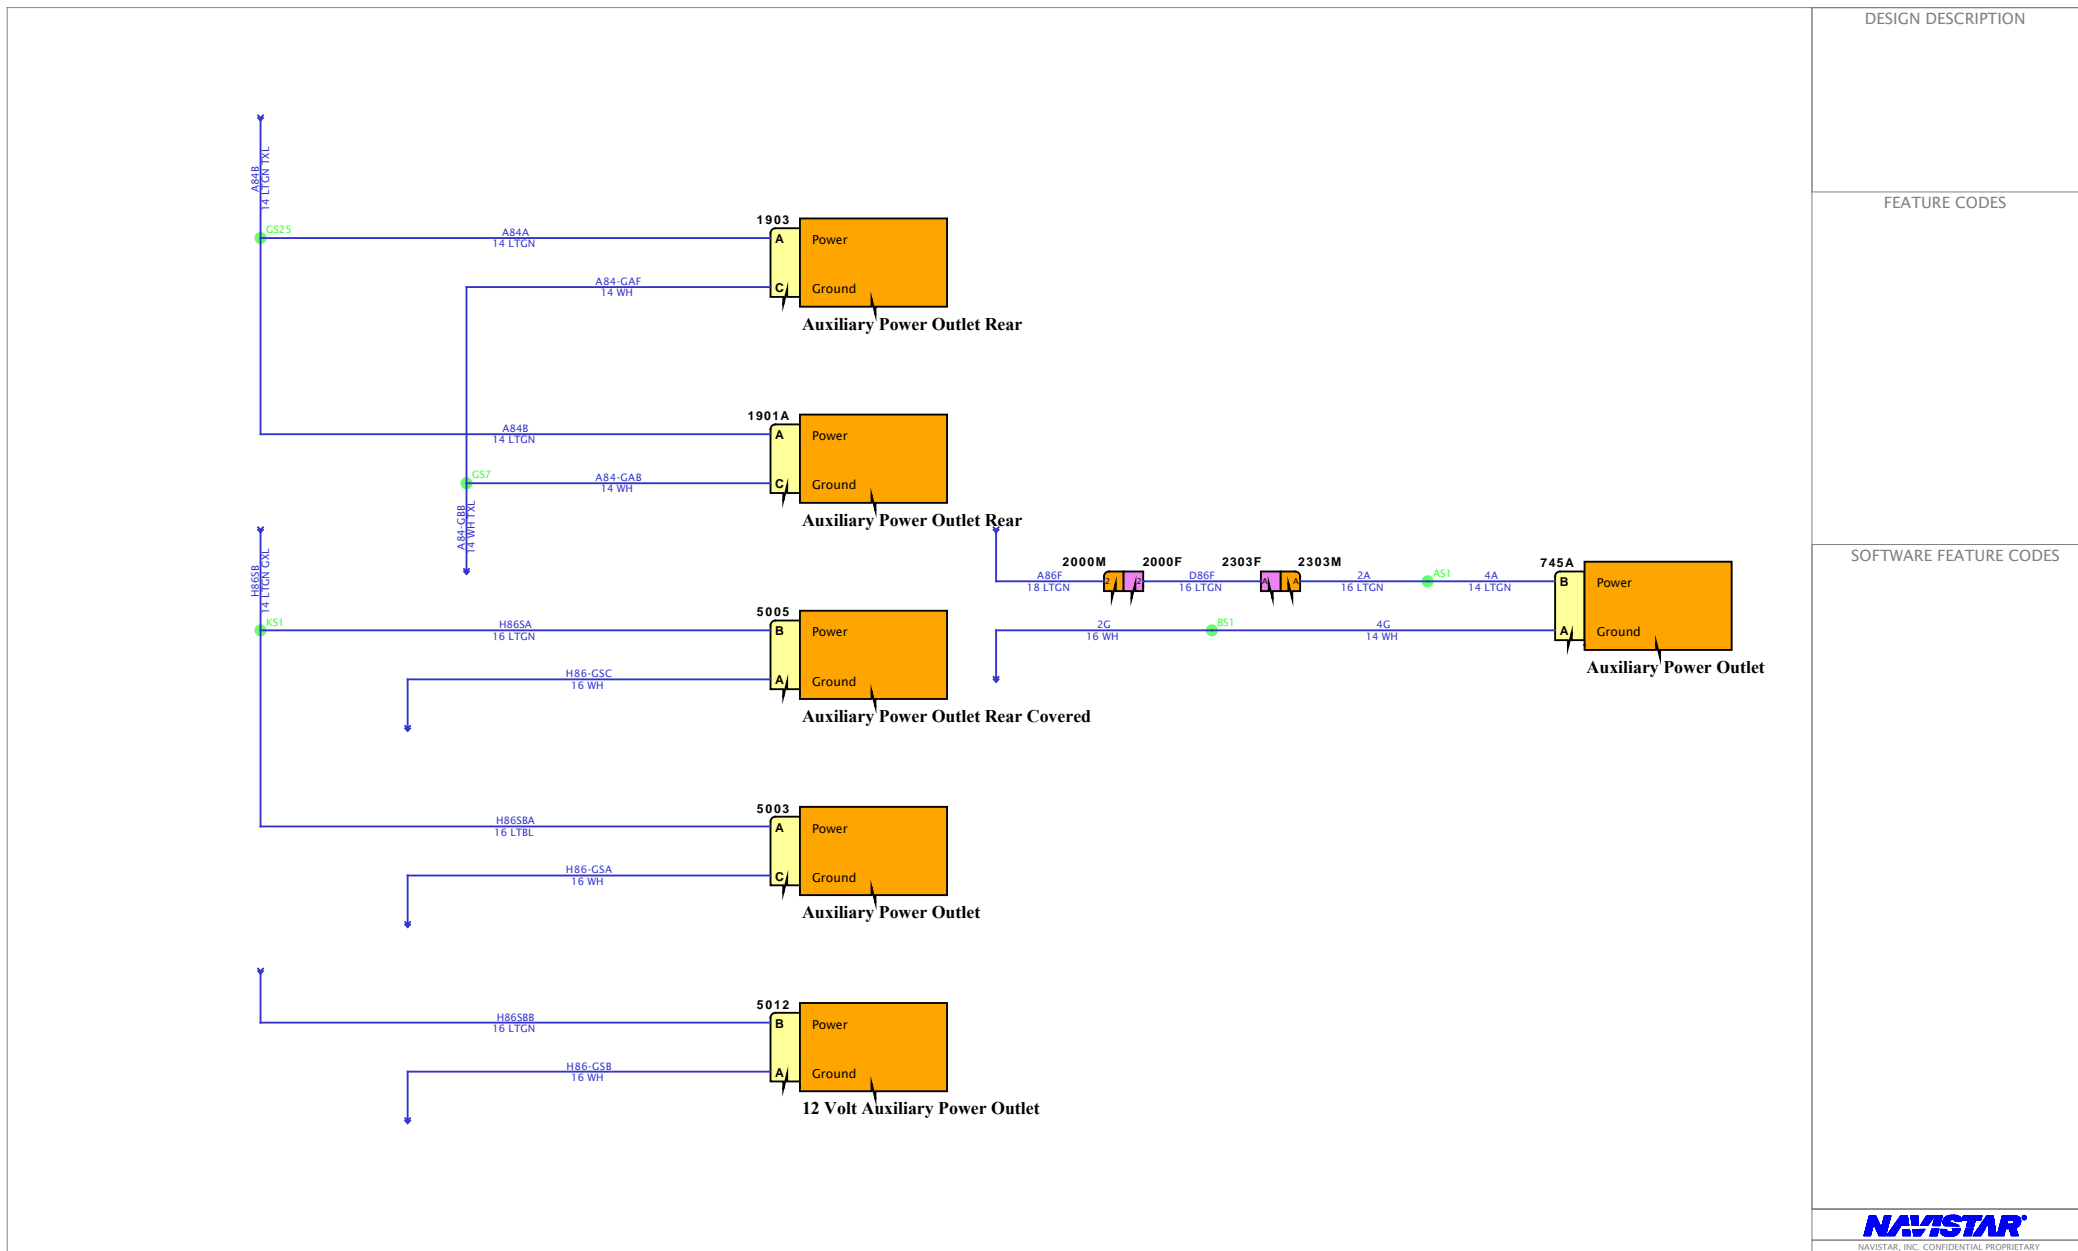 DESIGN DESCRIPTION
FEATURE CODES
SOFTWARE FEATURE CODES
A84B
14 LTGN TXL
GS25
A84A
14 LTGN
1903
A
Power
A84-GAF
14 WH
C
Ground
Auxiliary Power Outlet Rear
A84B
14 LTGN
1901A
A
Power
GS7
A84-GAB
14 WH
C
Ground
Auxiliary Power Outlet Rear
A84-GBB
14 WH TXL
H86SB
14 LTGN GXL
KS1
H86SA
16 LTGN
5005
B
Power
H86-GSC
16 WH
A
Ground
Auxiliary Power Outlet Rear Covered
H86SBA
16 LTBL
5003
A
Power
H86-GSA
16 WH
C
Ground
Auxiliary Power Outlet
H86SBB
16 LTGN
5012
B
Power
H86-GSB
16 WH
A
Ground
12 Volt Auxiliary Power Outlet
A86F
18 LTGN
2000M
2
2000F
2
D86F
16 LTGN
2303F
A
2303M
A
2A
16 LTGN
AS1
4A
14 LTGN
745A
B
Power
2G
16 WH
BS1
4G
14 WH
A
Ground
Auxiliary Power Outlet
NAVISTAR
NAVISTAR, INC. CONFIDENTIAL PROPRIETARY